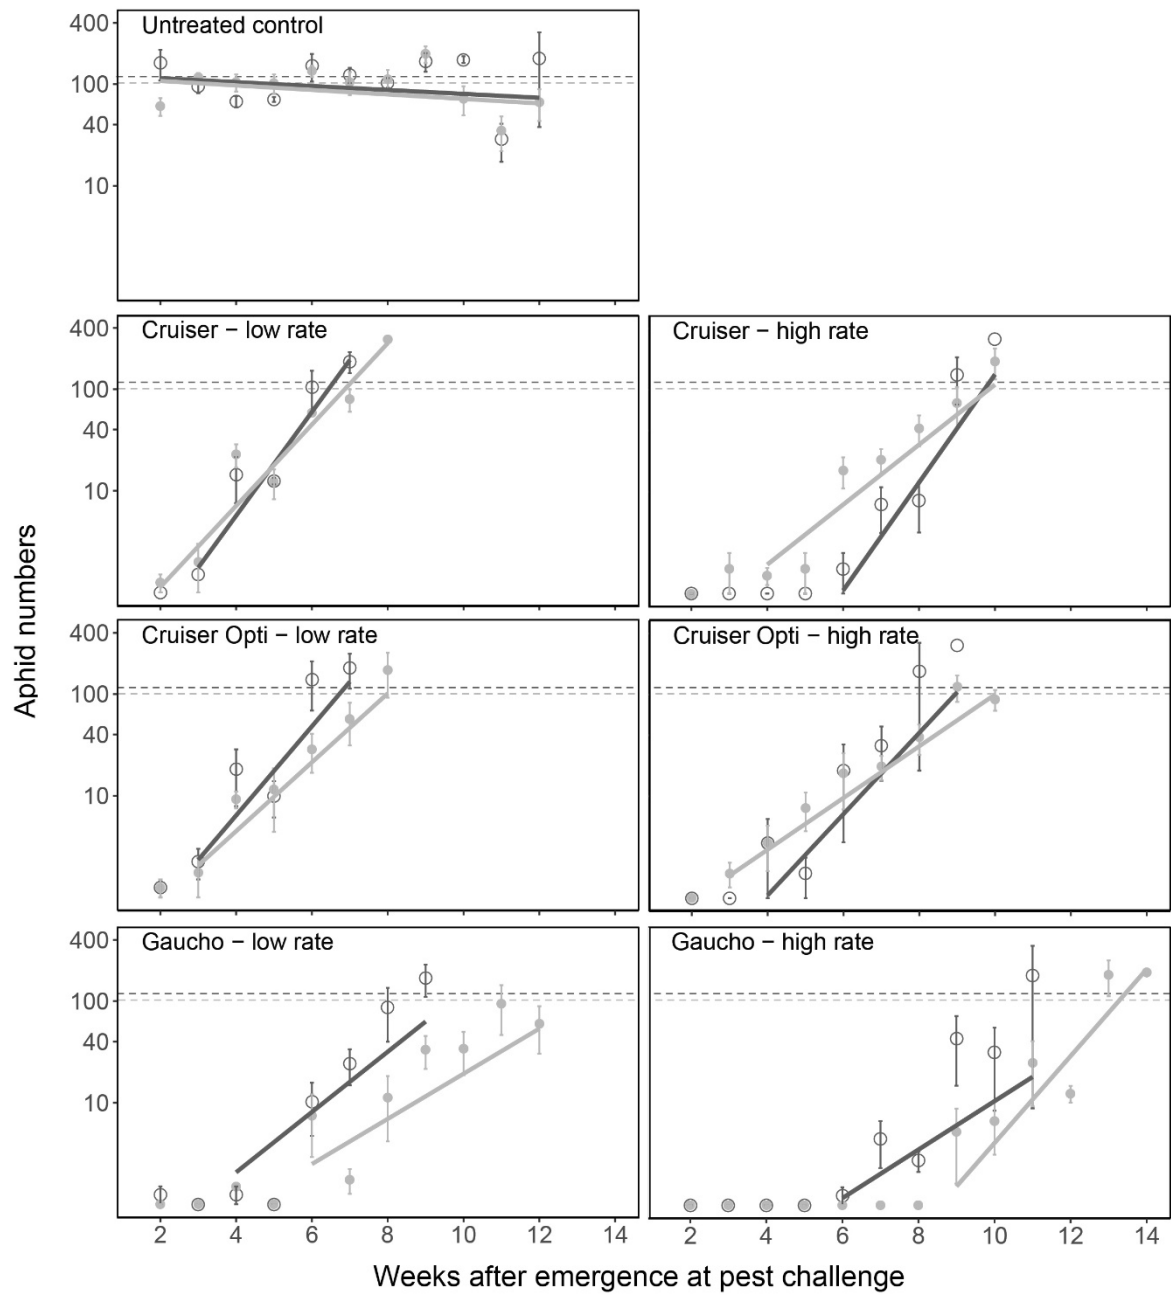 Untreated control
400
100
40
10
Cruiser − low rate
Cruiser − high rate
400
100
40
10
Cruiser Opti − low rate
Cruiser Opti − high rate
400
100
40
10
Gaucho − low rate
Gaucho − high rate
400
100
40
10
2 4 6 8 10 12 14
2 4 6 8 10 12 14
Aphid numbers
Weeks after emergence at pest challenge